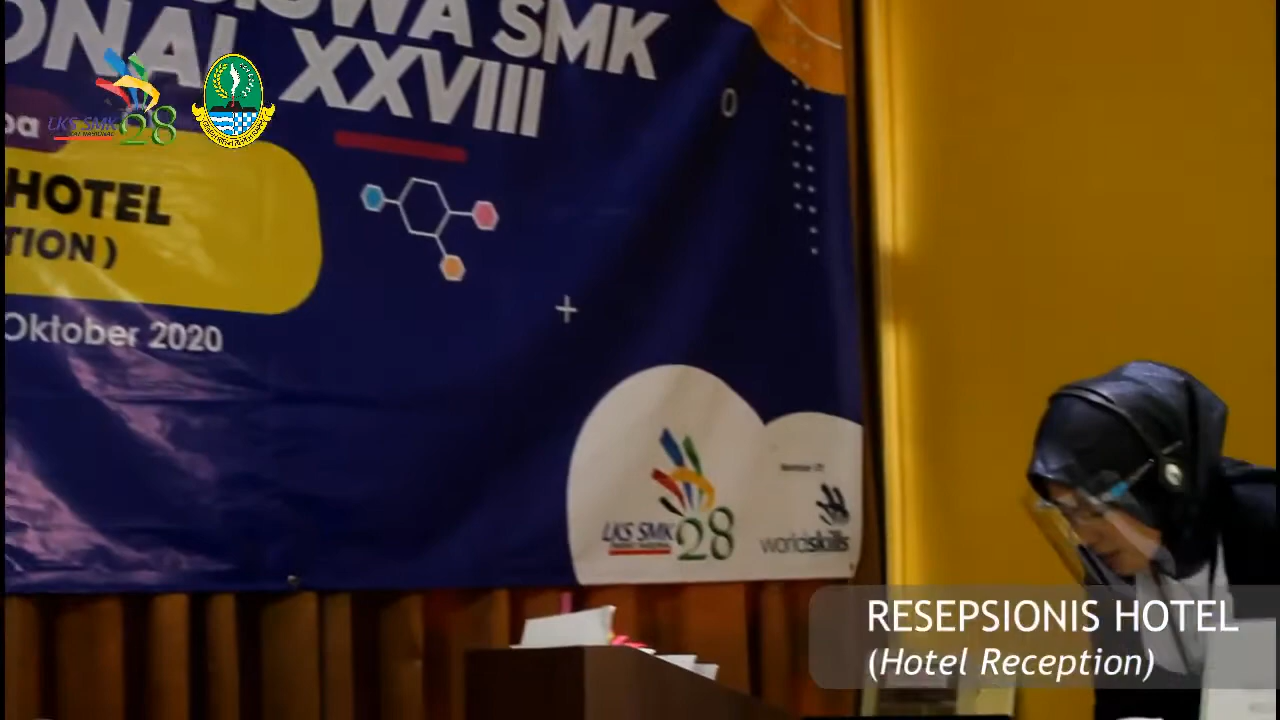 SISWA SMK
ONAL XXVIII
ba
LKS SMK 28
HOTEL
TION )
Oktober 2020
LKS SMK 28
worldskills
RESEPSIONIS HOTEL
(Hotel Reception)